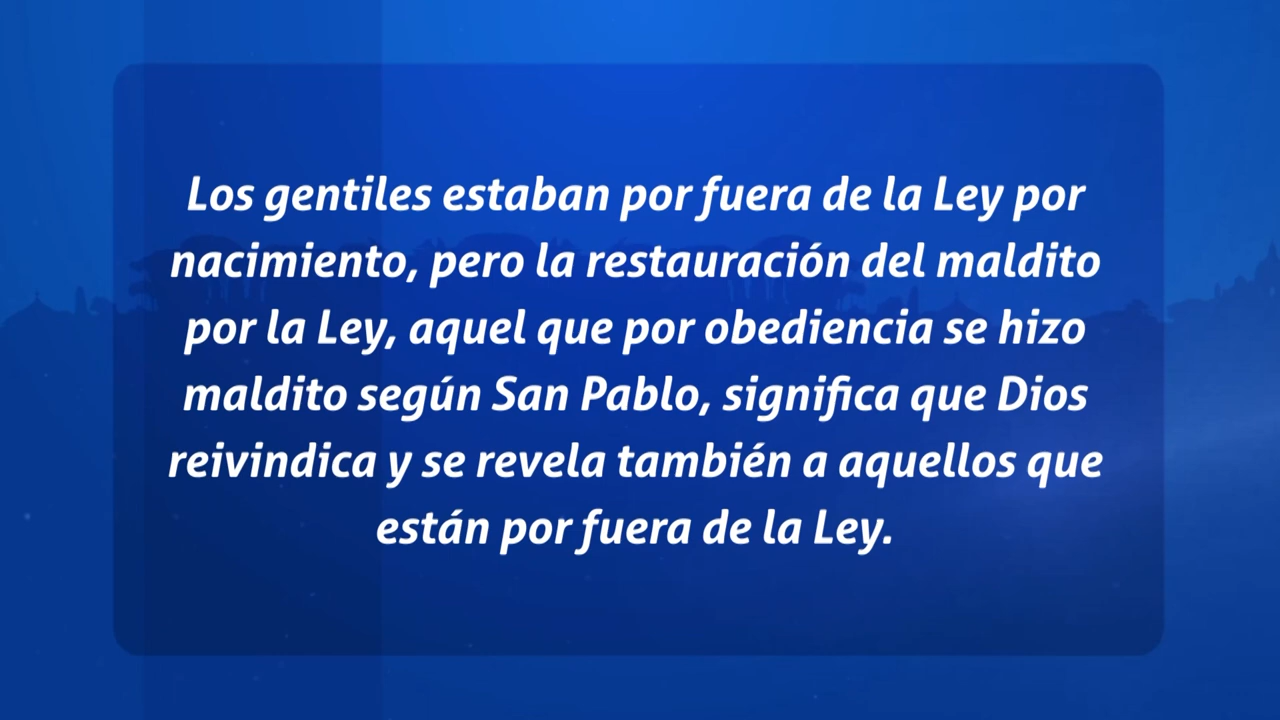 Los gentiles estaban por fuera de la Ley por
nacimiento, pero la restauración del maldito
por la Ley, aquel que por obediencia se hizo
maldito según San Pablo, significa que Dios
reivindica y se revela también a aquellos que
están por fuera de la Ley.